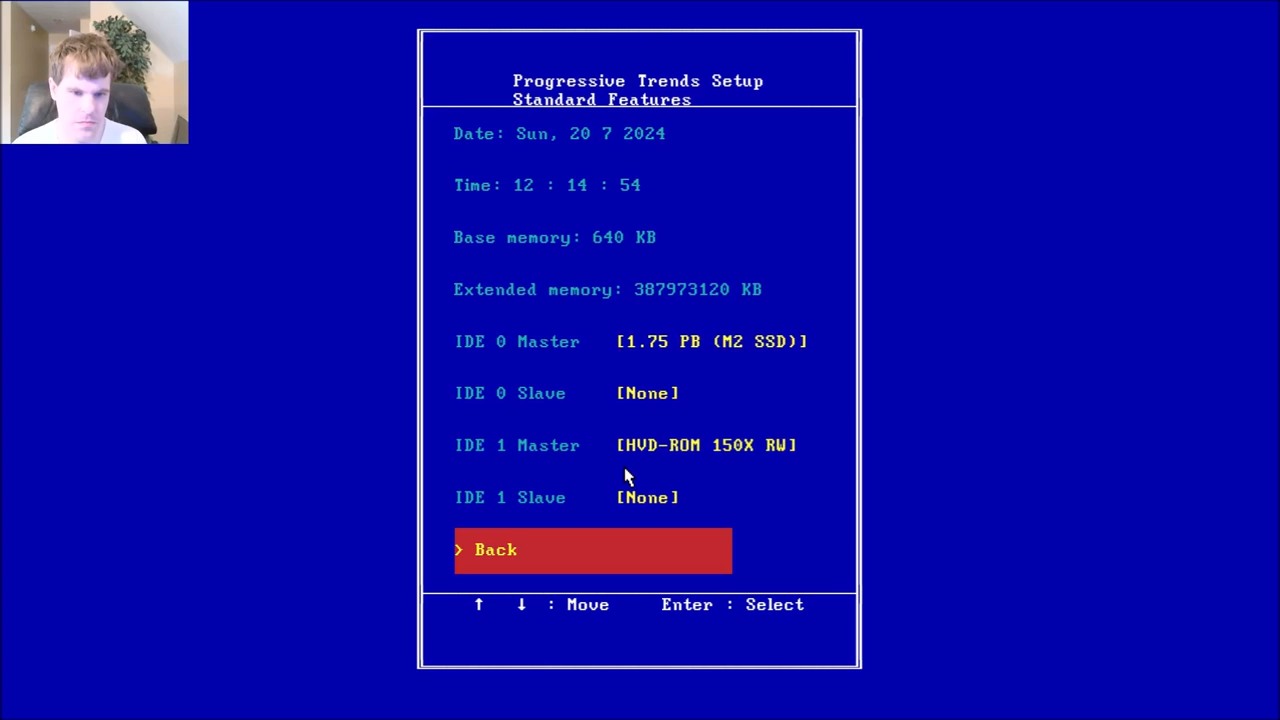 Progressive Trends Setup
Standard Features
Date: Sun, 20 7 2024
Time: 12 : 14 : 54
Base memory: 640 KB
Extended memory: 387973120 KB
IDE 0 Master [1.75 PB (M2 SSD)]
IDE 0 Slave [None]
IDE 1 Master [HVD-ROM 150X RW]
IDE 1 Slave [None]
> Back
↑ ↓ : Move Enter : Select